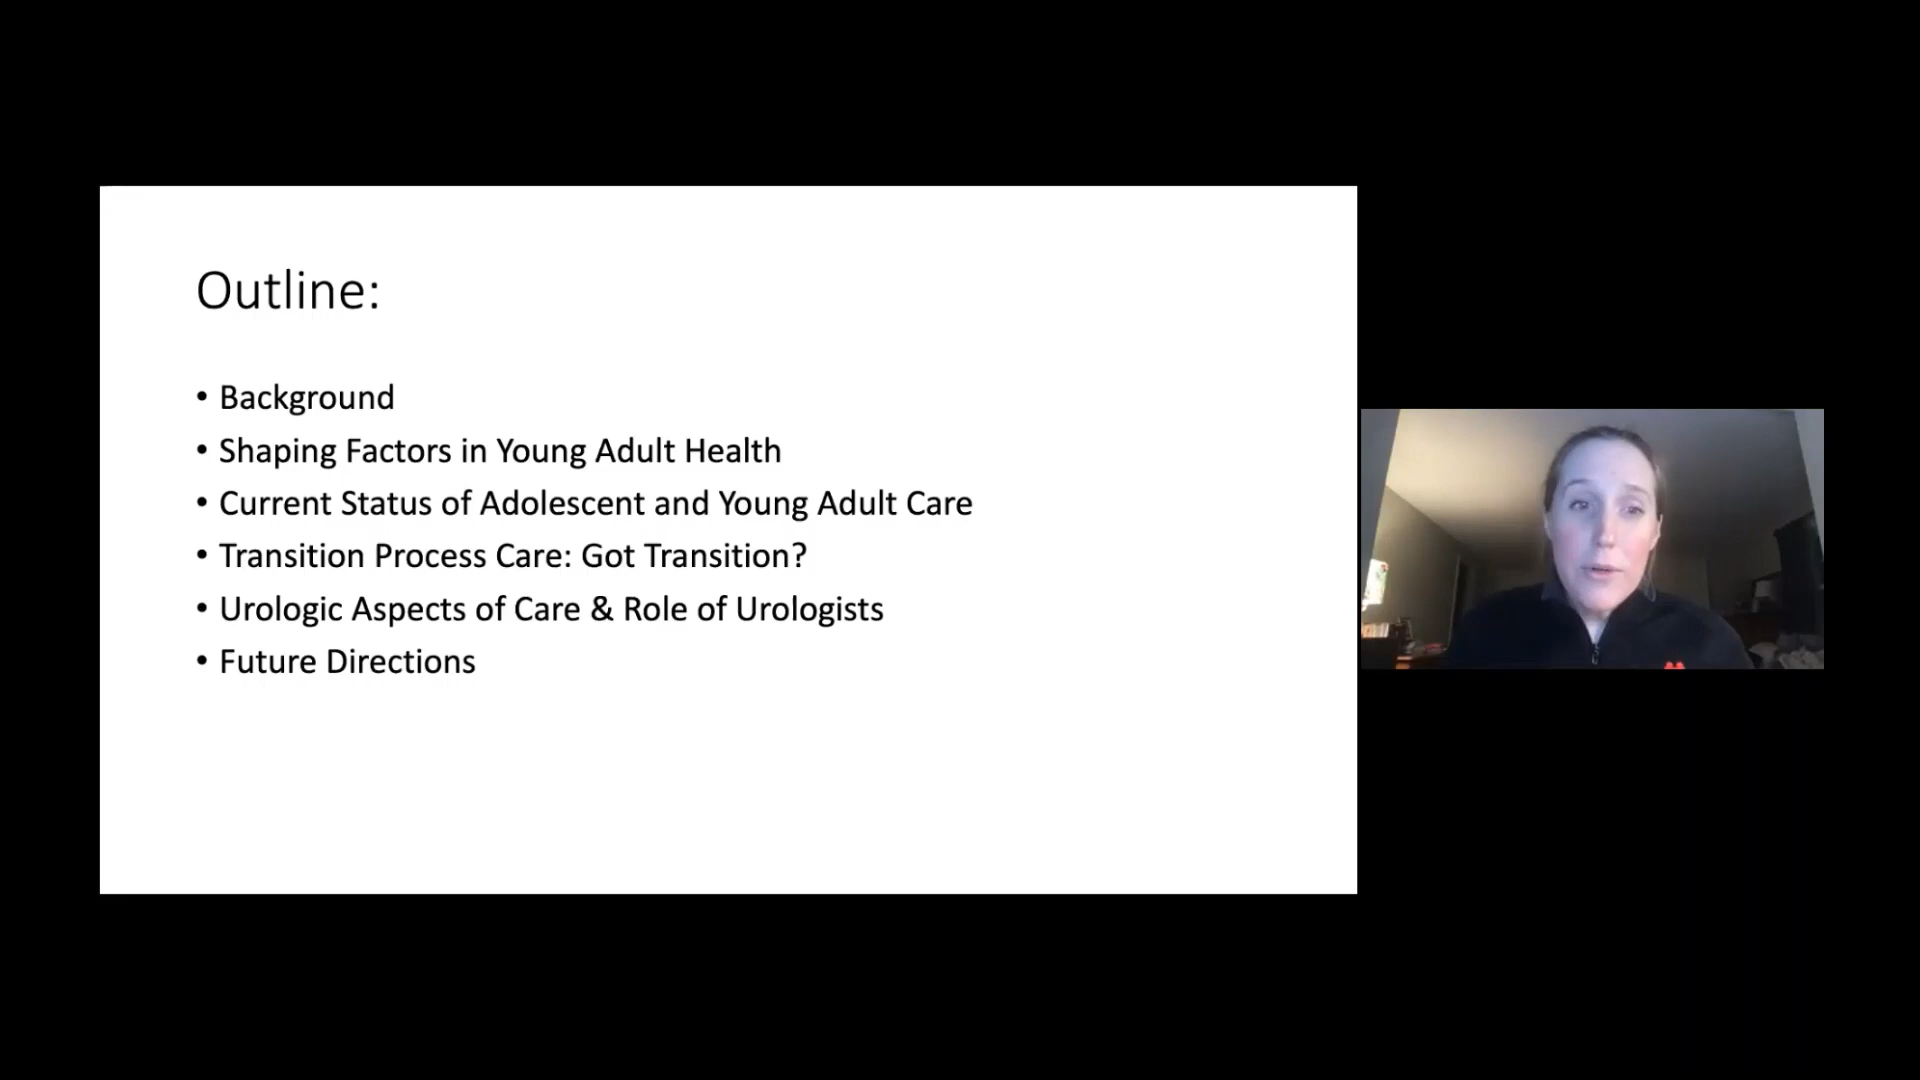 Outline:
• Background
• Shaping Factors in Young Adult Health
• Current Status of Adolescent and Young Adult Care
• Transition Process Care: Got Transition?
• Urologic Aspects of Care & Role of Urologists
• Future Directions